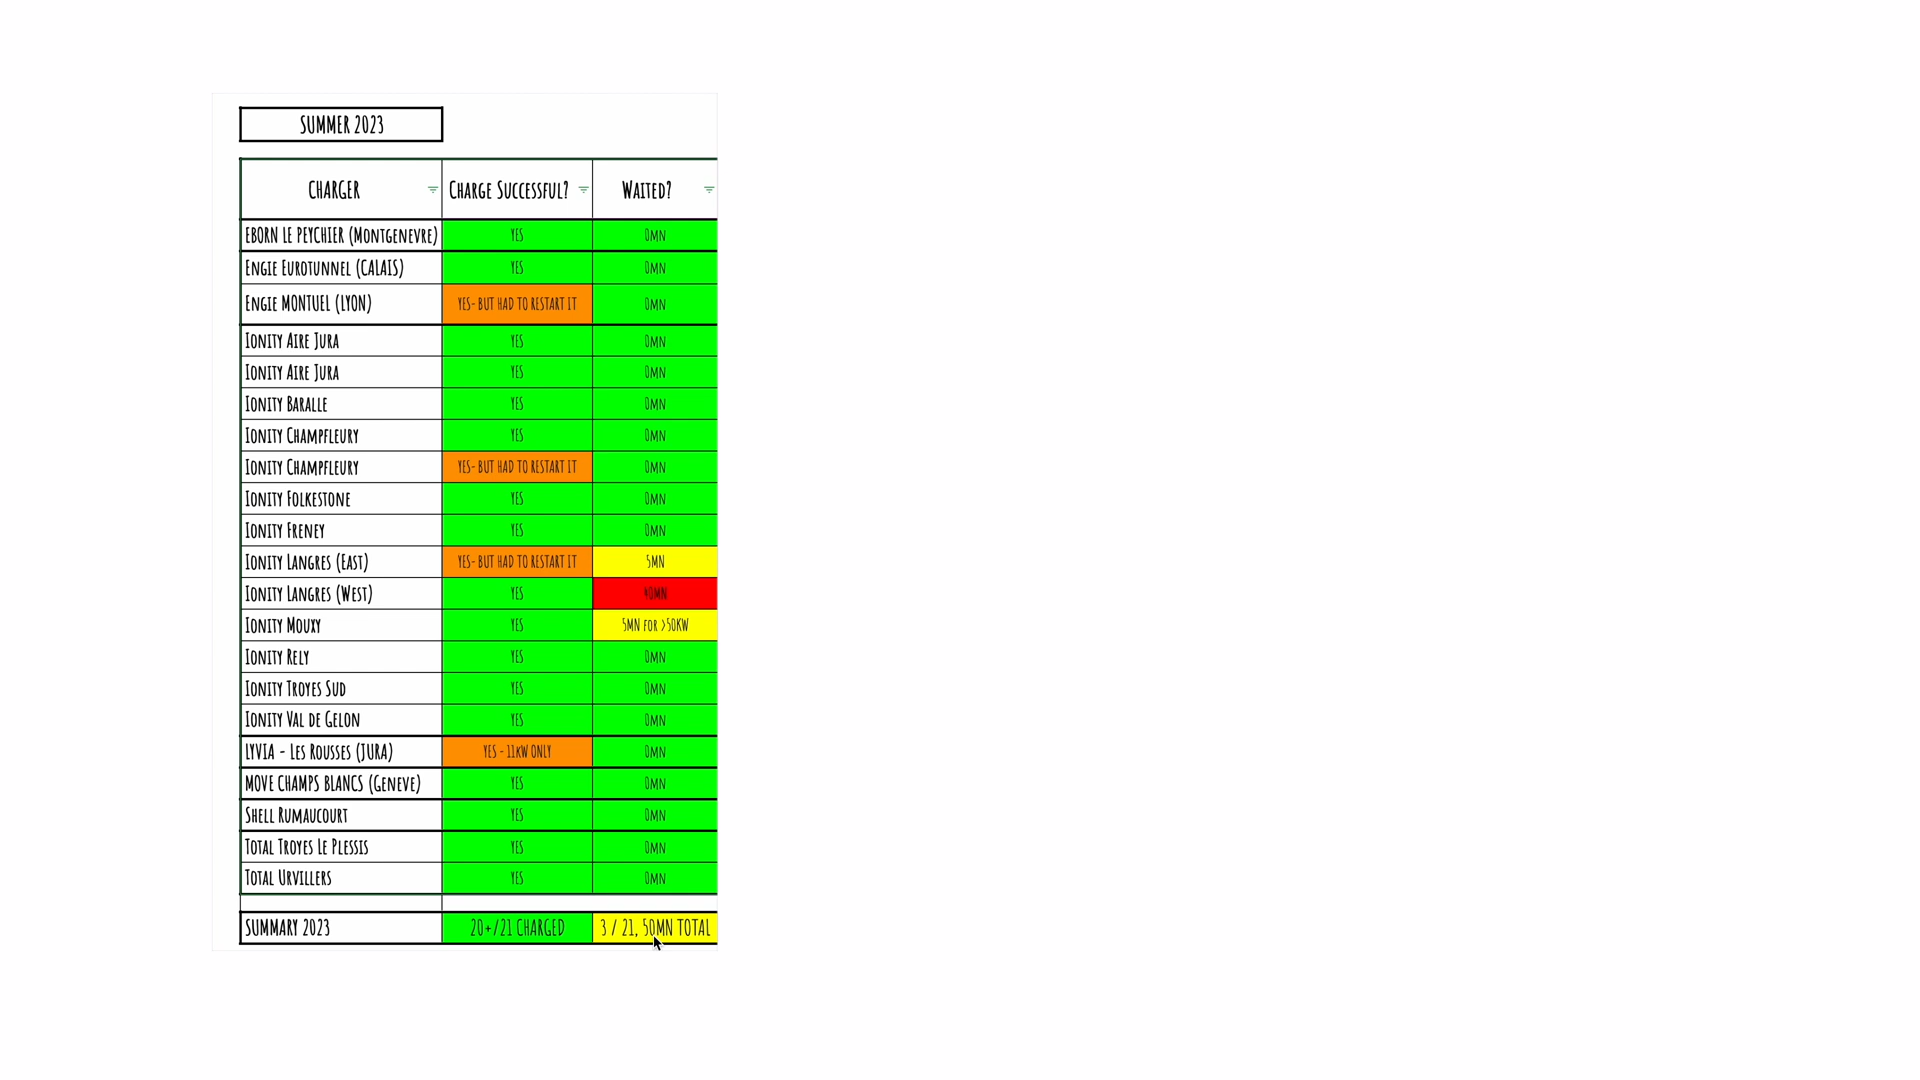 SUMMER 2023
CHARGER Charge Successful? Waited?
EBORN LE PEYCHIER (Montgenevre) YES 0mn
Engie Eurotunnel (CALAIS) YES 0mn
Engie MONTUEL (LYON) YES- BUT HAD TO RESTART IT 0mn
Ionity Aire Jura YES 0mn
Ionity Aire Jura YES 0mn
Ionity Baralle YES 0mn
Ionity Champfleury YES 0mn
Ionity Champfleury YES- BUT HAD TO RESTART IT 0mn
Ionity Folkestone YES 0mn
Ionity Freney YES 0mn
Ionity Langres (East) YES- BUT HAD TO RESTART IT 5MN
Ionity Langres (West) YES 40MN
Ionity Mouxy YES 5MN for >50KW
Ionity Rely YES 0mn
Ionity Troyes Sud YES 0mn
Ionity Val de Gelon YES 0mn
LYVIA - Les Rousses (JURA) YES - 11kW ONLY 0mn
MOVE CHAMPS BLANCS (Geneve) YES 0mn
Shell Rumaucourt YES 0mn
Total Troyes Le Plessis YES 0mn
Total Urvillers YES 0mn
SUMMARY 2023 20+/21 CHARGED 3 / 21, 50MN TOTAL